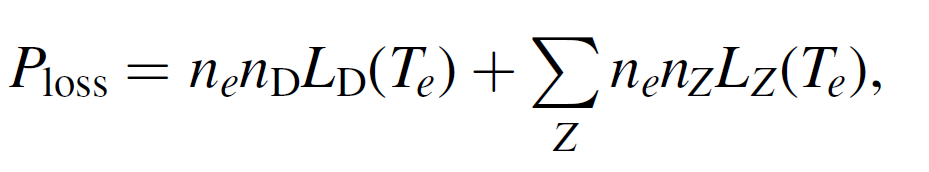 P_loss = n_e n_D L_D(T_e) + ∑_Z n_e n_Z L_Z(T_e),